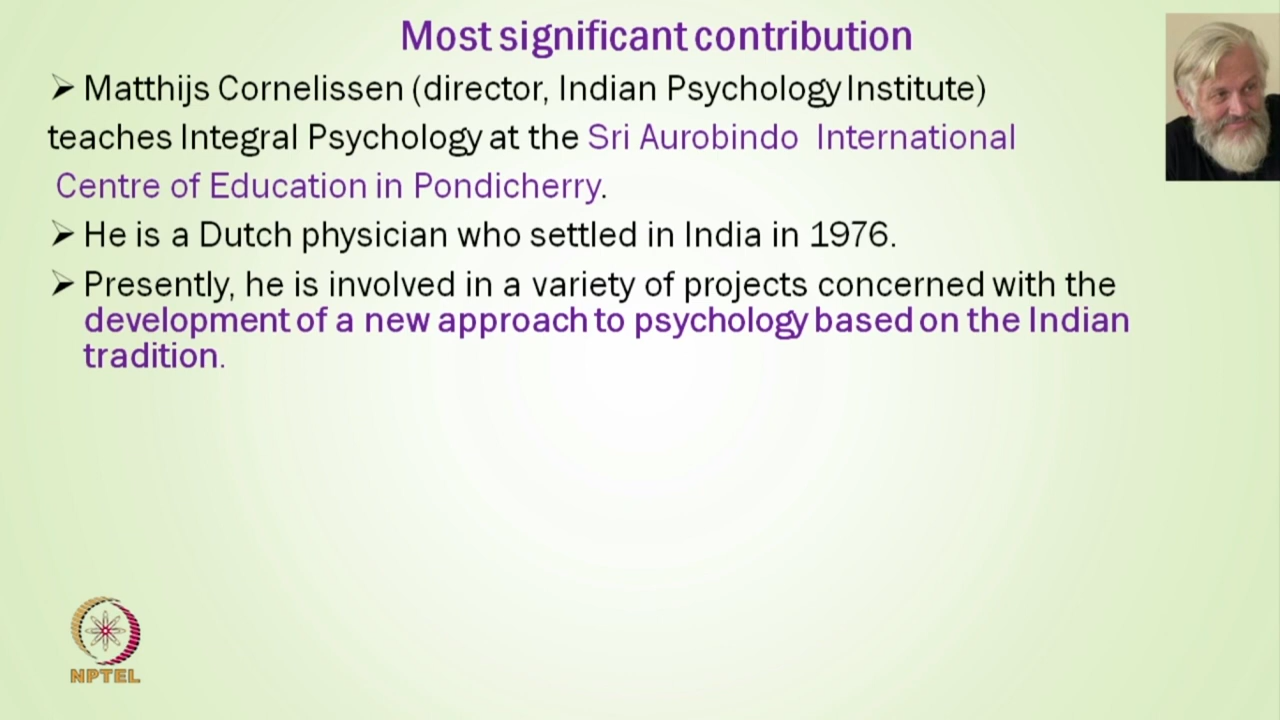 Most significant contribution
➢ Matthijs Cornelissen (director, Indian Psychology Institute)
teaches Integral Psychology at the Sri Aurobindo International
Centre of Education in Pondicherry.
➢ He is a Dutch physician who settled in India in 1976.
➢ Presently, he is involved in a variety of projects concerned with the
development of a new approach to psychology based on the Indian
tradition.
NPTEL